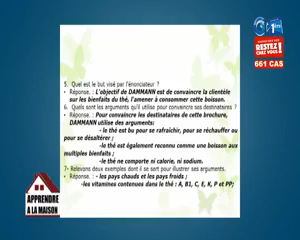 RESTEZ
CHEZ VOUS !
661 CAS
5. Quel est le but visé par l'énonciateur ?
• Réponse. : L'objectif de DAMMANN est de convaincre la clientèle
sur les bienfaits du thé, l'amener à consommer cette boisson.
6. Quels sont les arguments qu'il utilise pour convaincre ses destinataires ?
• Réponse. : Pour convaincre les destinataires de cette brochure,
DAMMANN utilise des arguments:
- le thé est bu pour se rafraichir, pour se réchauffer ou
pour se désaltérer ;
-le thé est également reconnu comme une boisson aux
multiples bienfaits ;
-le thé ne comporte ni calorie, ni sodium.
7- Relevons deux exemples dont il se sert pour illustrer ses arguments.
• Réponse. : - les pays chauds et les pays froids ;
- les vitamines contenues dans le thé : A, B1, C, E, K, P et PP;
APPRENDRE
A LA MAISON